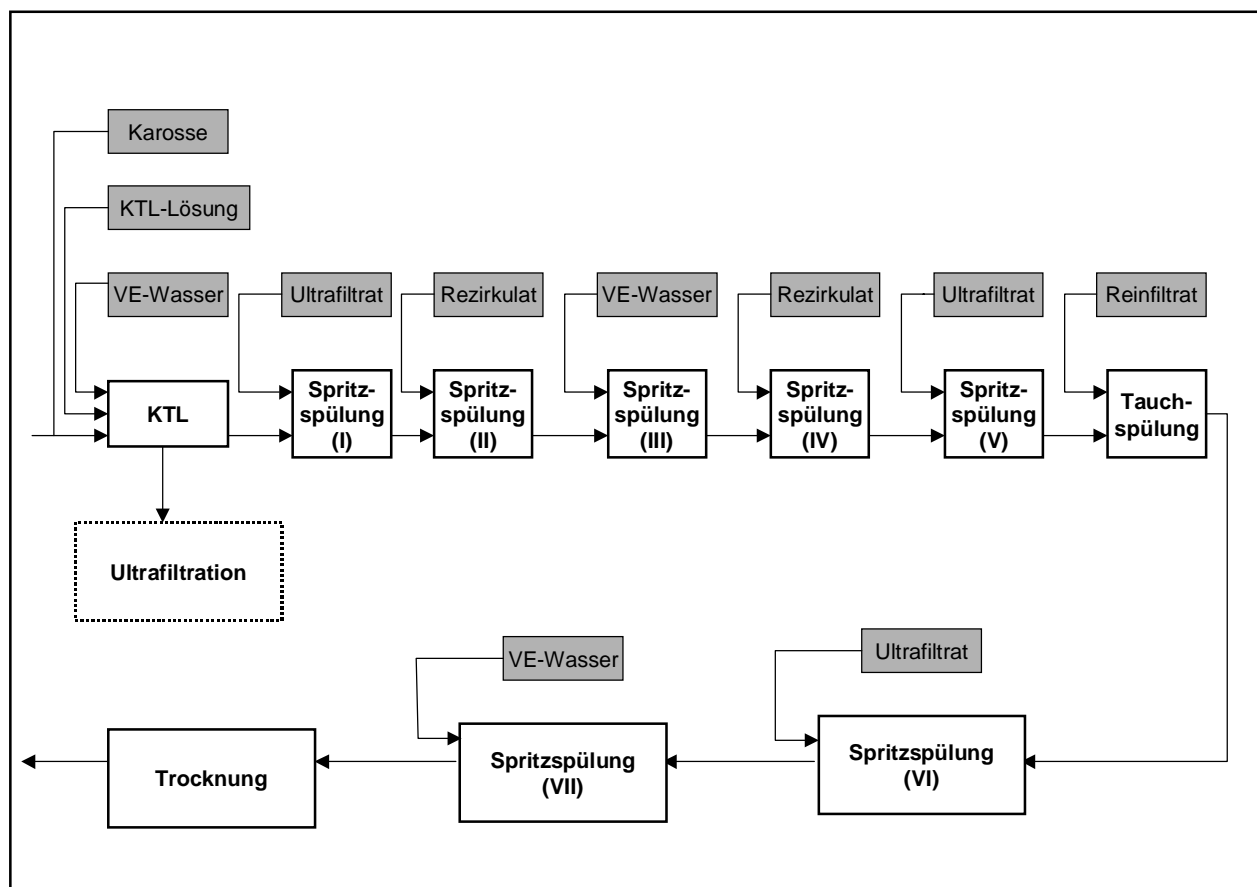 Karosse
KTL-Lösung
VE-Wasser
Ultrafiltrat
Rezirkulat
VE-Wasser
Rezirkulat
Ultrafiltrat
Reinfiltrat
KTL
Spritz-
spülung
(I)
Spritz-
spülung
(II)
Spritz-
spülung
(III)
Spritz-
spülung
(IV)
Spritz-
spülung
(V)
Tauch-
spülung
Ultrafiltration
VE-Wasser
Ultrafiltrat
Trocknung
Spritzspülung
(VII)
Spritzspülung
(VI)